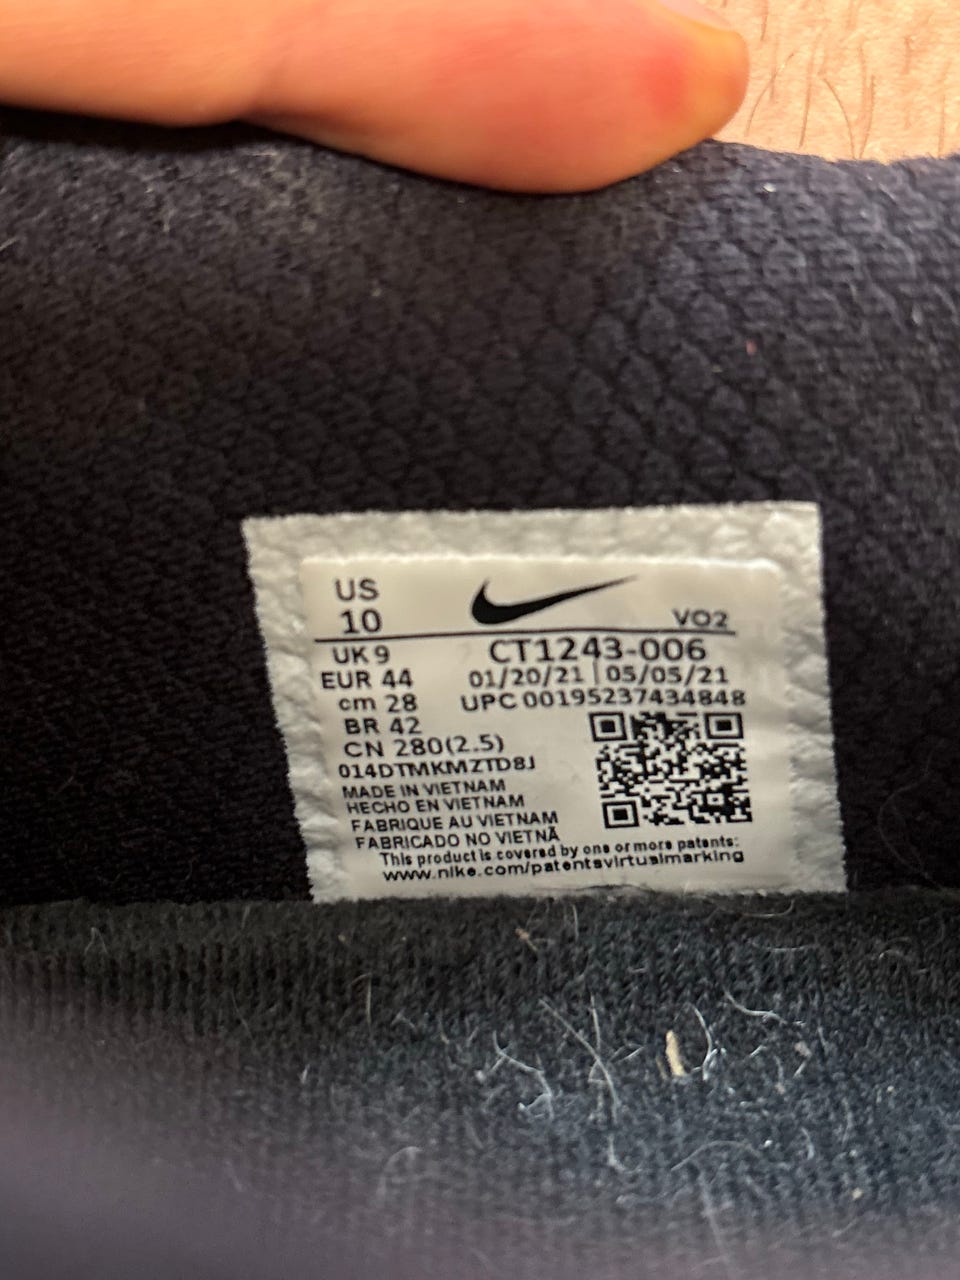 US
10
VO2
UK 9
CT1243-006
EUR 44
01/20/21 | 05/05/21
cm 28
UPC 00195237434848
BR 42
CN 280(2.5)
014DTMKMZTD8J
MADE IN VIETNAM
HECHO EN VIETNAM
FABRIQUE AU VIETNAM
FABRICADO NO VIETNÃ
This product is covered by one or more patents:
www.nike.com/patentsvirtualmarking